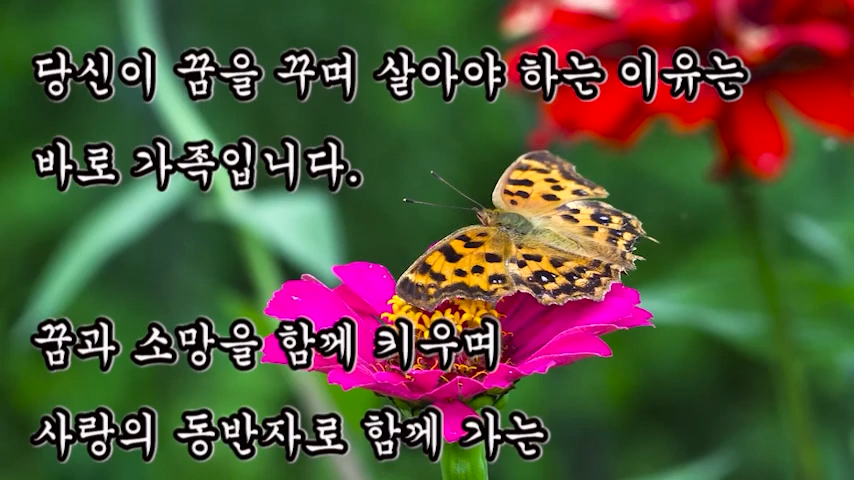 당신이 꿈을 꾸며 살아야 하는 이유는
바로 가족입니다.
꿈과 소망을 함께 키우며
사랑의 동반자로 함께 가는